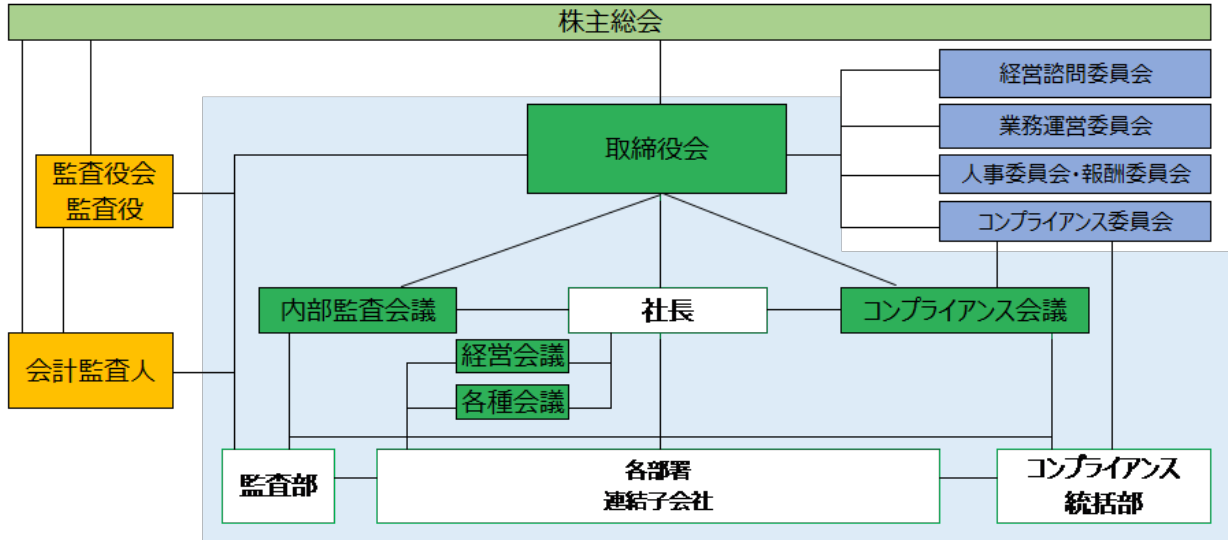 株主総会
経営諮問委員会
業務運営委員会
取締役会
人事委員会・報酬委員会
監査役会
監査役
コンプライアンス委員会
内部監査会議
社長
コンプライアンス会議
経営会議
会計監査人
各種会議
監査部
各部署
連結子会社
コンプライアンス
統括部